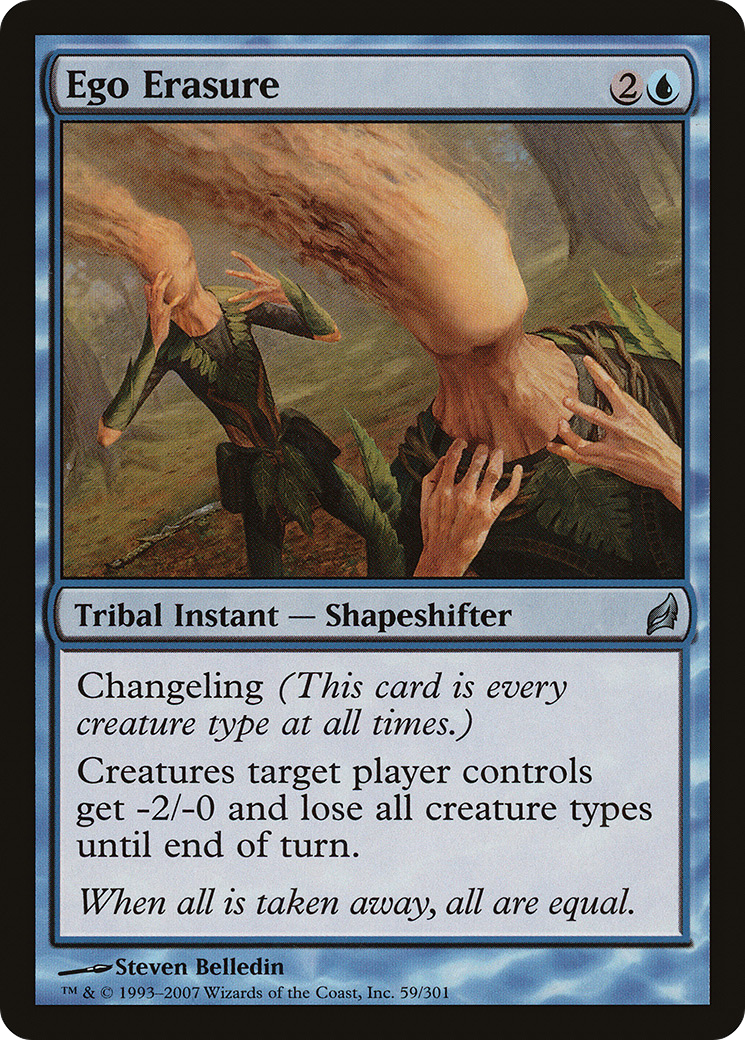 Ego Erasure 2
Tribal Instant — Shapeshifter
Changeling (This card is every
creature type at all times.)
Creatures target player controls
get -2/-0 and lose all creature types
until end of turn.
When all is taken away, all are equal.
Steven Belledin
™ & © 1993–2007 Wizards of the Coast, Inc. 59/301